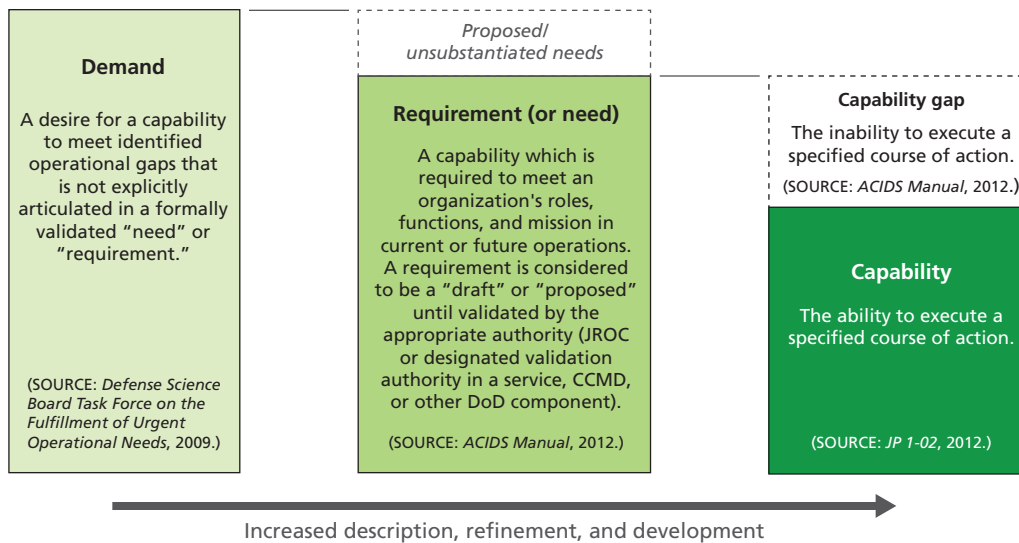 Demand
A desire for a capability
to meet identified
operational gaps that
is not explicitly
articulated in a formally
validated “need” or
“requirement.”
(SOURCE: Defense Science
Board Task Force on the
Fulfillment of Urgent
Operational Needs, 2009.)
Proposed/
unsubstantiated needs
Requirement (or need)
A capability which is
required to meet an
organization's roles,
functions, and mission in
current or future operations.
A requirement is considered
to be a “draft” or “proposed”
until validated by the
appropriate authority (JROC
or designated validation
authority in a service, CCMD,
or other DoD component).
(SOURCE: ACIDS Manual, 2012.)
Capability gap
The inability to execute a
specified course of action.
(SOURCE: ACIDS Manual, 2012.)
Capability
The ability to execute a
specified course of action.
(SOURCE: JP 1-02, 2012.)
Increased description, refinement, and development